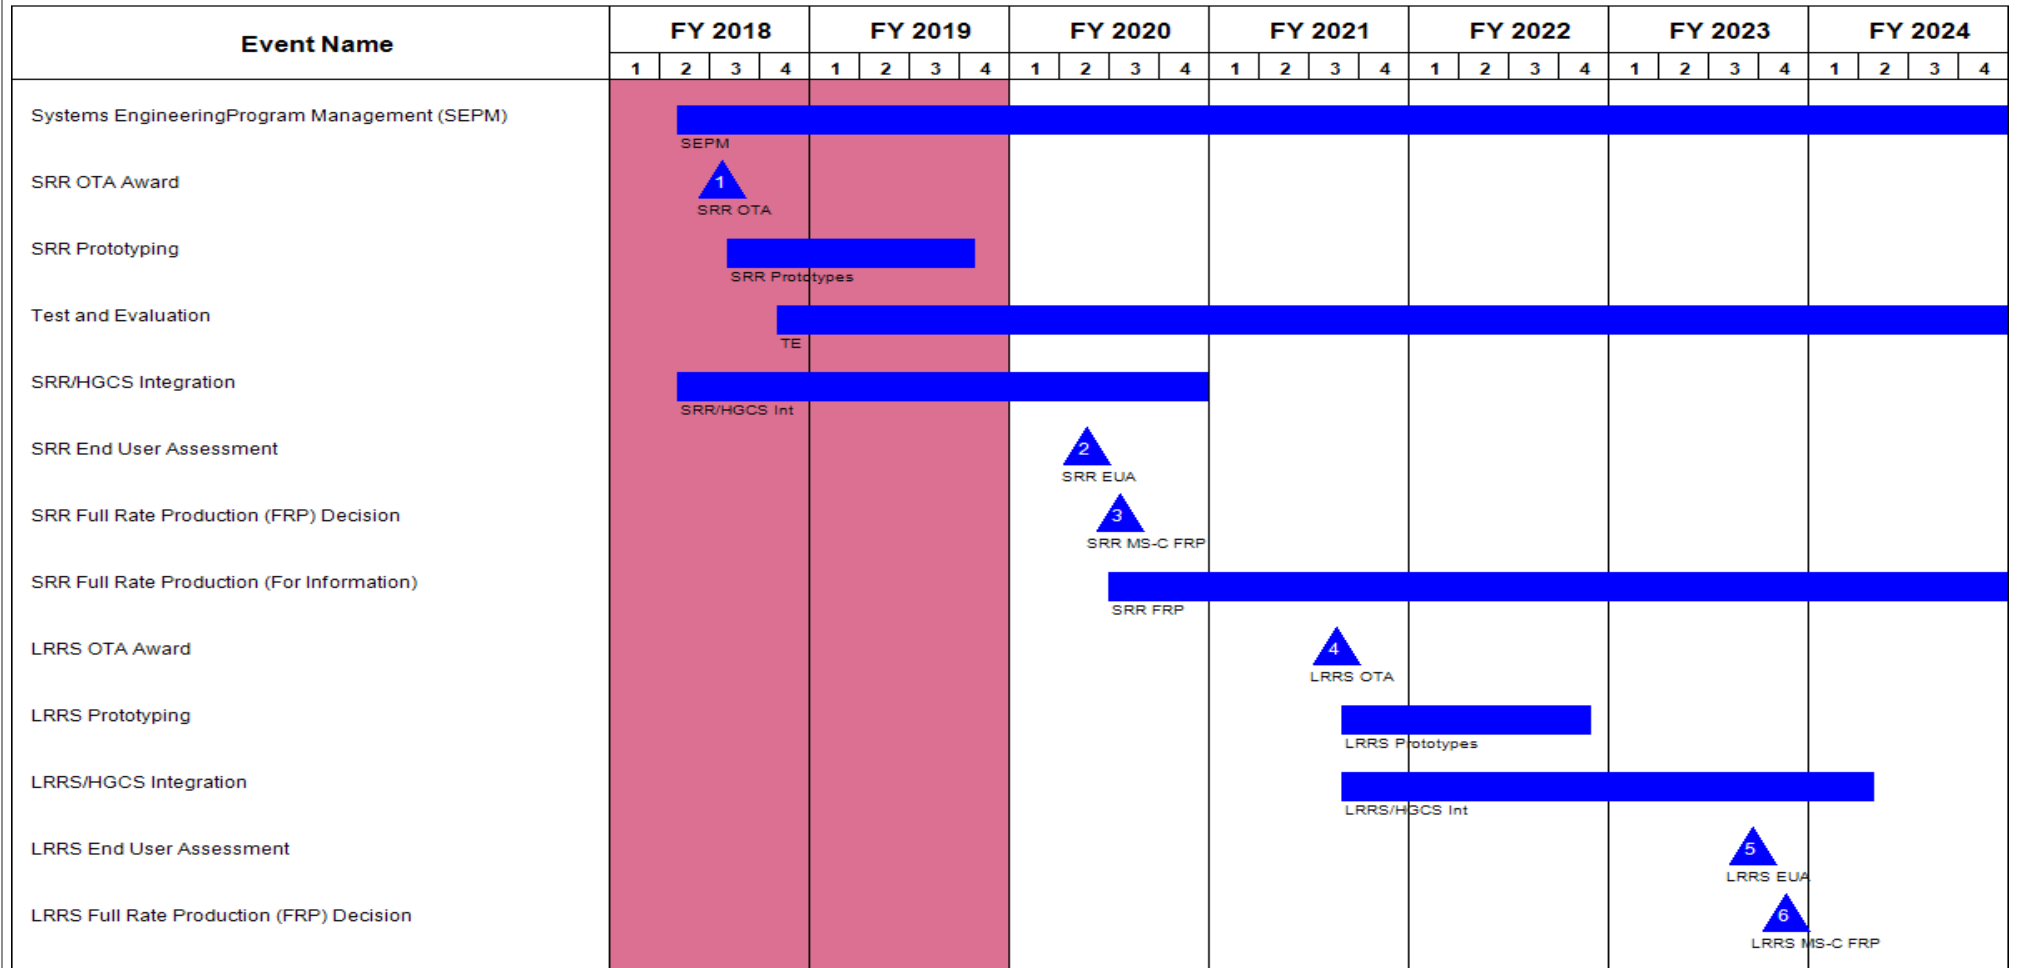 Event Name
FY 2018 FY 2019 FY 2020 FY 2021 FY 2022 FY 2023 FY 2024
1 2 3 4 1 2 3 4 1 2 3 4 1 2 3 4 1 2 3 4 1 2 3 4 1 2 3 4
Systems EngineeringProgram Management (SEPM)
SEPM
SRR OTA Award
1
SRR OTA
SRR Prototyping
SRR Prototypes
Test and Evaluation
TE
SRR/HGCS Integration
SRR/HGCS Int
SRR End User Assessment
2
SRR EUA
SRR Full Rate Production (FRP) Decision
3
SRR MS-C FRP
SRR Full Rate Production (For Information)
SRR FRP
LRRS OTA Award
4
LRRS OTA
LRRS Prototyping
LRRS Prototypes
LRRS/HGCS Integration
LRRS/HGCS Int
LRRS End User Assessment
5
LRRS EUA
LRRS Full Rate Production (FRP) Decision
6
LRRS MS-C FRP